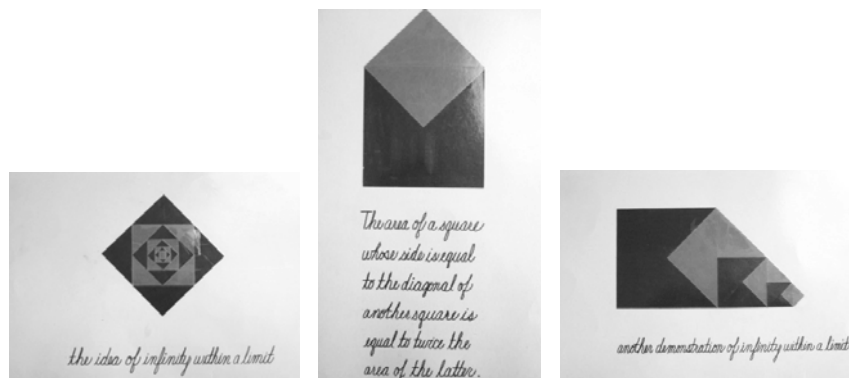 the idea of infinity within a limit
The area of a square
whose side is equal
to the diagonal of
another square is
equal to twice the
area of the latter.
another demonstration of infinity within a limit